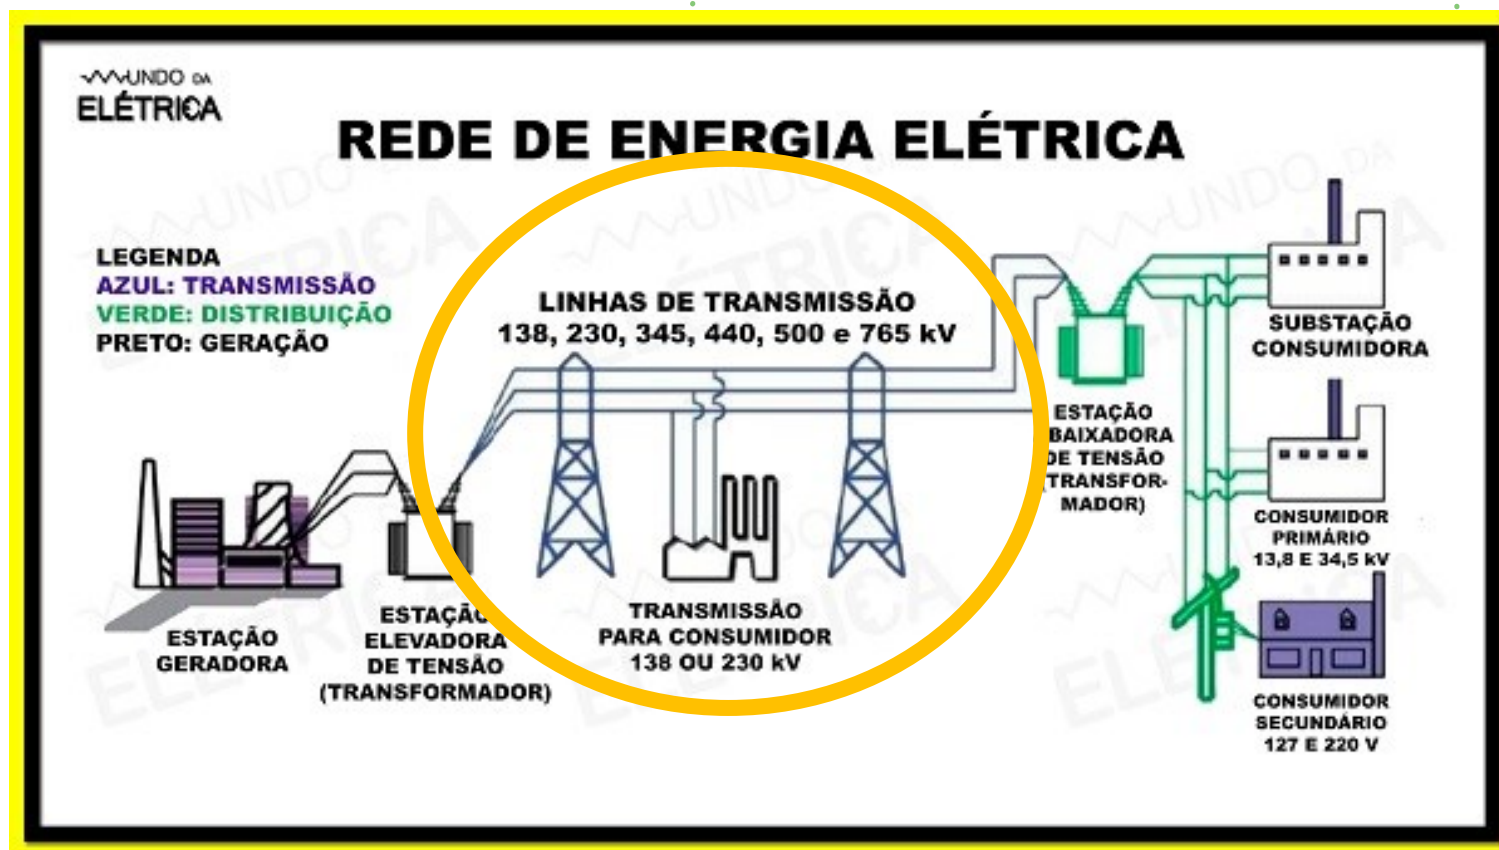 MUNDO DA
ELÉTRICA
REDE DE ENERGIA ELÉTRICA
LEGENDA
AZUL: TRANSMISSÃO
VERDE: DISTRIBUIÇÃO
PRETO: GERAÇÃO
LINHAS DE TRANSMISSÃO
138, 230, 345, 440, 500 e 765 kV
ESTAÇÃO
GERADORA
ESTAÇÃO
ELEVADORA
DE TENSÃO
(TRANSFORMADOR)
TRANSMISSÃO
PARA CONSUMIDOR
138 OU 230 kV
ESTAÇÃO
BAIXADORA
DE TENSÃO
(TRANSFOR-
MADOR)
SUBSTAÇÃO
CONSUMIDORA
CONSUMIDOR
PRIMÁRIO
13,8 E 34,5 kV
CONSUMIDOR
SECUNDÁRIO
127 E 220 V